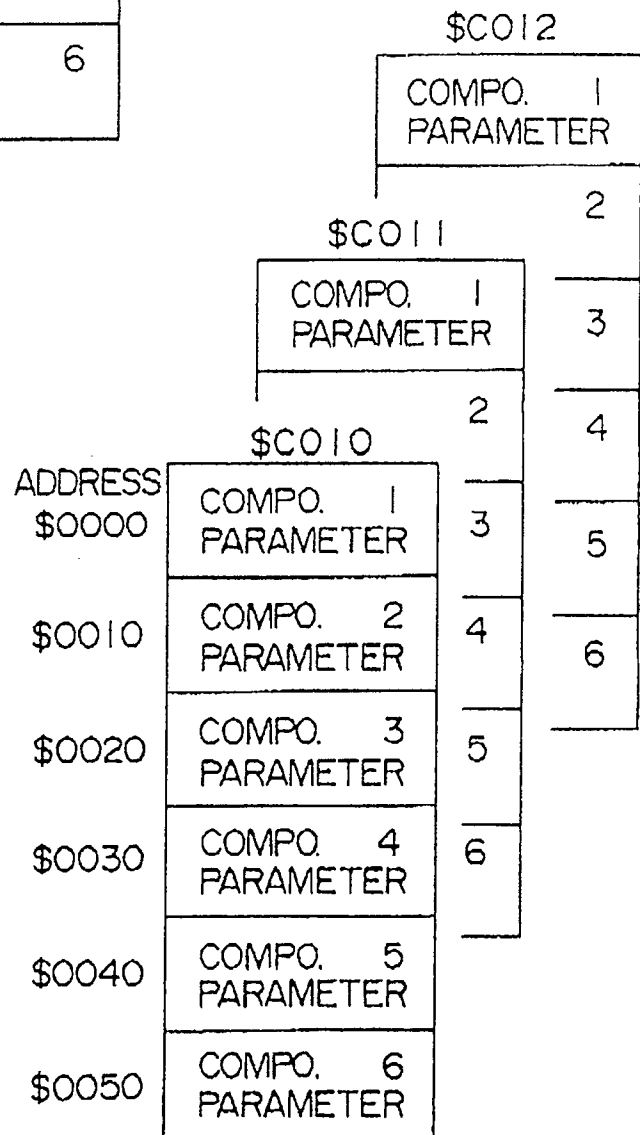 6
$C012
COMPO. 1
PARAMETER
2
3
4
5
6
$C011
COMPO. 1
PARAMETER
2
3
4
5
6
$C010
ADDRESS
$0000
COMPO. 1
PARAMETER
$0010
COMPO. 2
PARAMETER
$0020
COMPO. 3
PARAMETER
$0030
COMPO. 4
PARAMETER
$0040
COMPO. 5
PARAMETER
$0050
COMPO. 6
PARAMETER